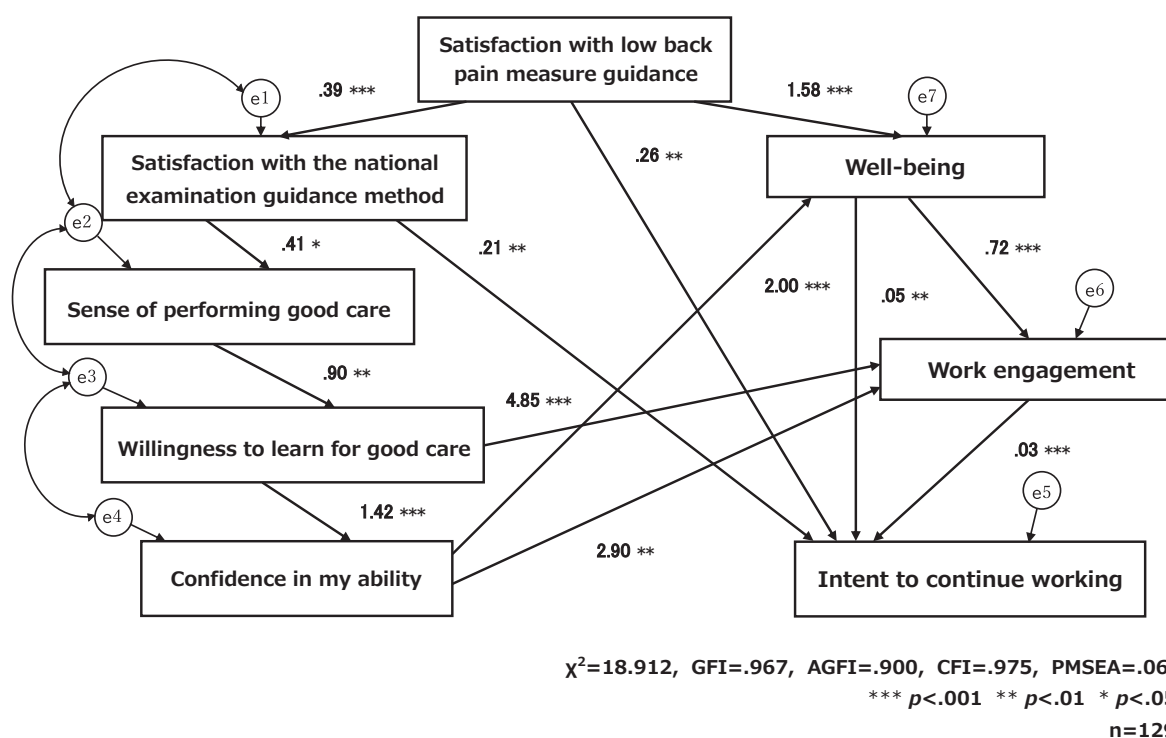 Satisfaction with low back
pain measure guidance
.39 ***
1.58 ***
e1
e7
Satisfaction with the national
examination guidance method
.26 **
Well-being
e2
.41 *
.21 **
2.00 ***
.05 **
.72 ***
e6
Sense of performing good care
e3
.90 **
4.85 ***
Work engagement
Willingness to learn for good care
.03 ***
e5
e4
1.42 ***
2.90 **
Confidence in my ability
Intent to continue working
χ²=18.912, GFI=.967, AGFI=.900, CFI=.975, PMSEA=.06
*** p<.001 ** p<.01 * p<.05
n=129